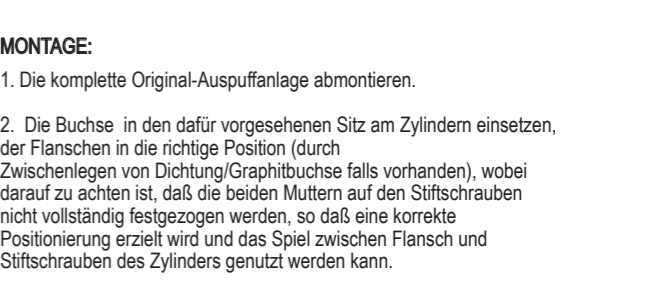 MONTAGE:
1. Die komplette Original-Auspuffanlage abmontieren.
2.  Die Buchse  in den dafür vorgesehenen Sitz am Zylindern einsetzen,
der Flanschen in die richtige Position (durch
Zwischenlegen von Dichtung/Graphitbuchse falls vorhanden), wobei
darauf zu achten ist, daß die beiden Muttern auf den Stiftschrauben
nicht vollständig festgezogen werden, so daß eine korrekte
Positionierung erzielt wird und das Spiel zwischen Flansch und
Stiftschrauben des Zylinders genutzt werden kann.